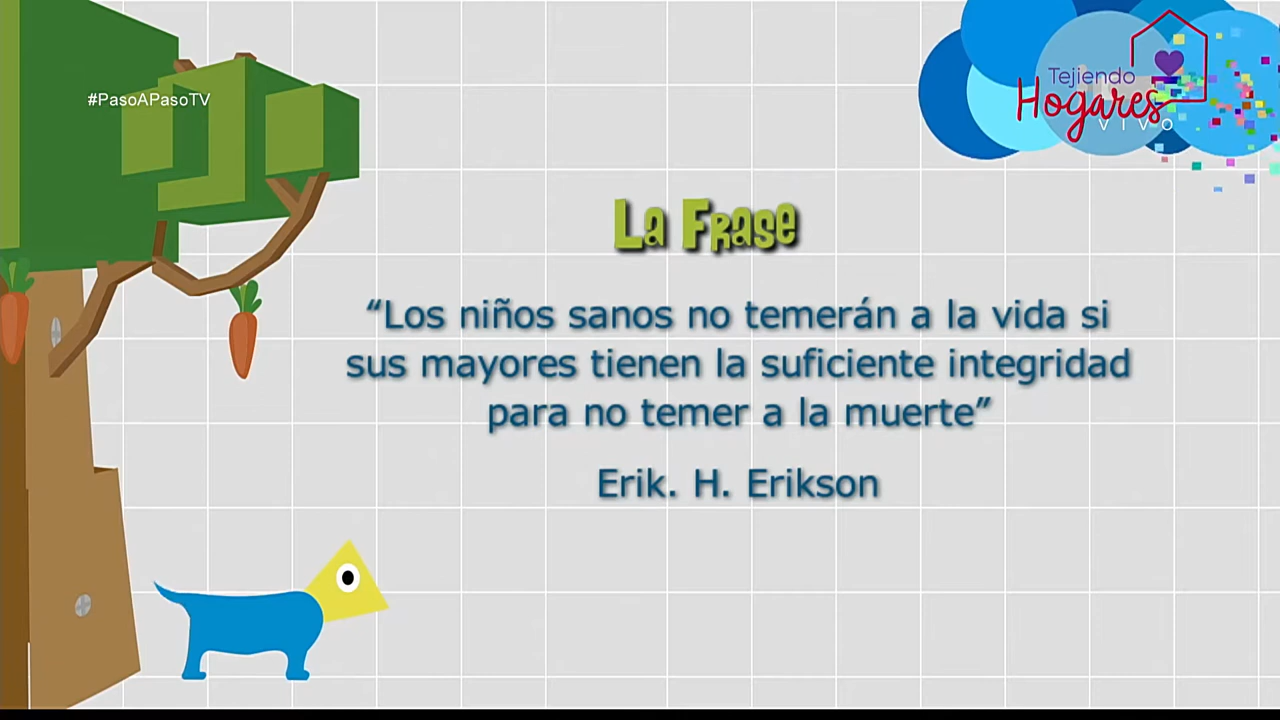 #PasoAPasoTV
Tejiendo
Hogares
VIVO
La Frase
“Los niños sanos no temerán a la vida si
sus mayores tienen la suficiente integridad
para no temer a la muerte”
Erik. H. Erikson